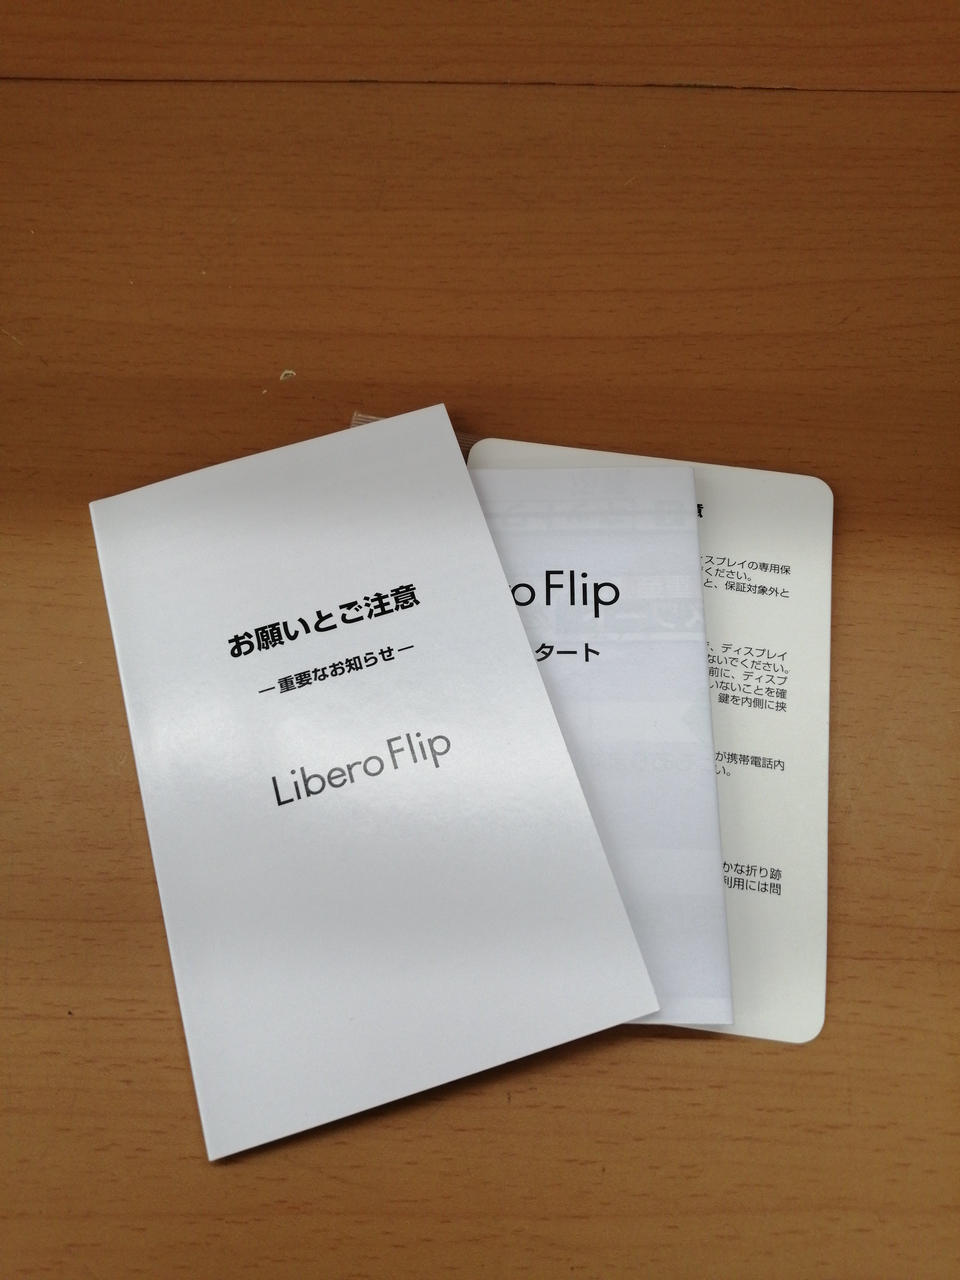 お願いとご注意
ー重要なお知らせー
Libero Flip
o Flip
タート
意
ィスプレイの専用保
ください。
と、保証対象外と
、ディスプレイ
ないでください。
前に、ディスプ
いないことを確
鍵を内側に挟
が携帯電話内
い。
かな折り跡
利用には問